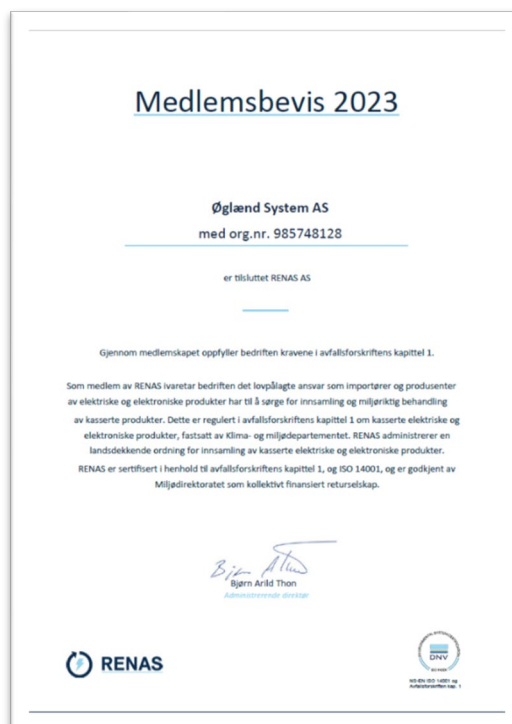 Medlemsbevis 2023
Øglænd System AS
med org.nr. 985748128
er tilsluttet RENAS AS
Gjennom medlemskapet oppfyller bedriften kravene i avfallsforskriftens kapittel 1.
Som medlem av RENAS ivaretar bedriften det lovpålagte ansvar som importører og produsenter
av elektriske og elektroniske produkter har til å sørge for innsamling og miljøriktig behandling
av kasserte produkter. Dette er regulert i avfallsforskriftens kapittel 1 om kasserte elektriske og
elektroniske produkter, fastsatt av Klima- og miljødepartementet. RENAS administrerer en
landsdekkende ordning for innsamling av kasserte elektriske og elektroniske produkter.
RENAS er sertifisert i henhold til avfallsforskriftens kapittel 1, og ISO 14001, og er godkjent av
Miljødirektoratet som kollektivt finansiert returselskap.
Bjørn Arild Thon
Administrerende direktør
RENAS
DNV
NS-EN ISO 14001 og
Avfallsforskriften kap. 1